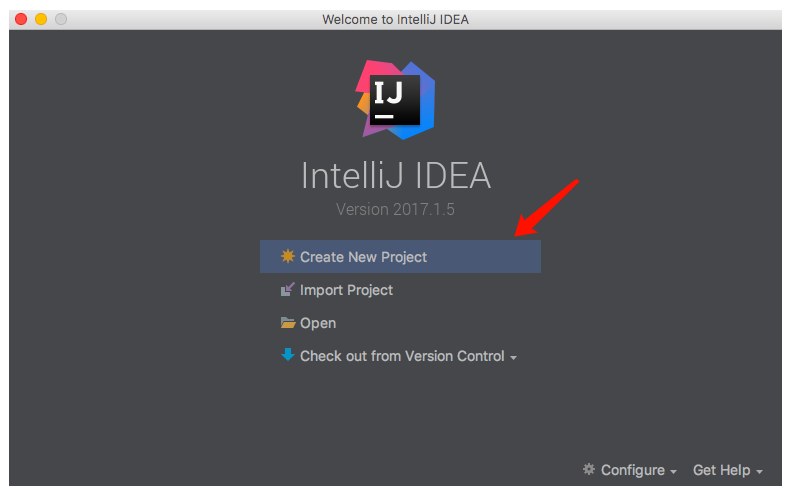 Welcome to IntelliJ IDEA
IJ
IntelliJ IDEA
Version 2017.1.5
Create New Project
Import Project
Open
Check out from Version Control
Configure
Get Help